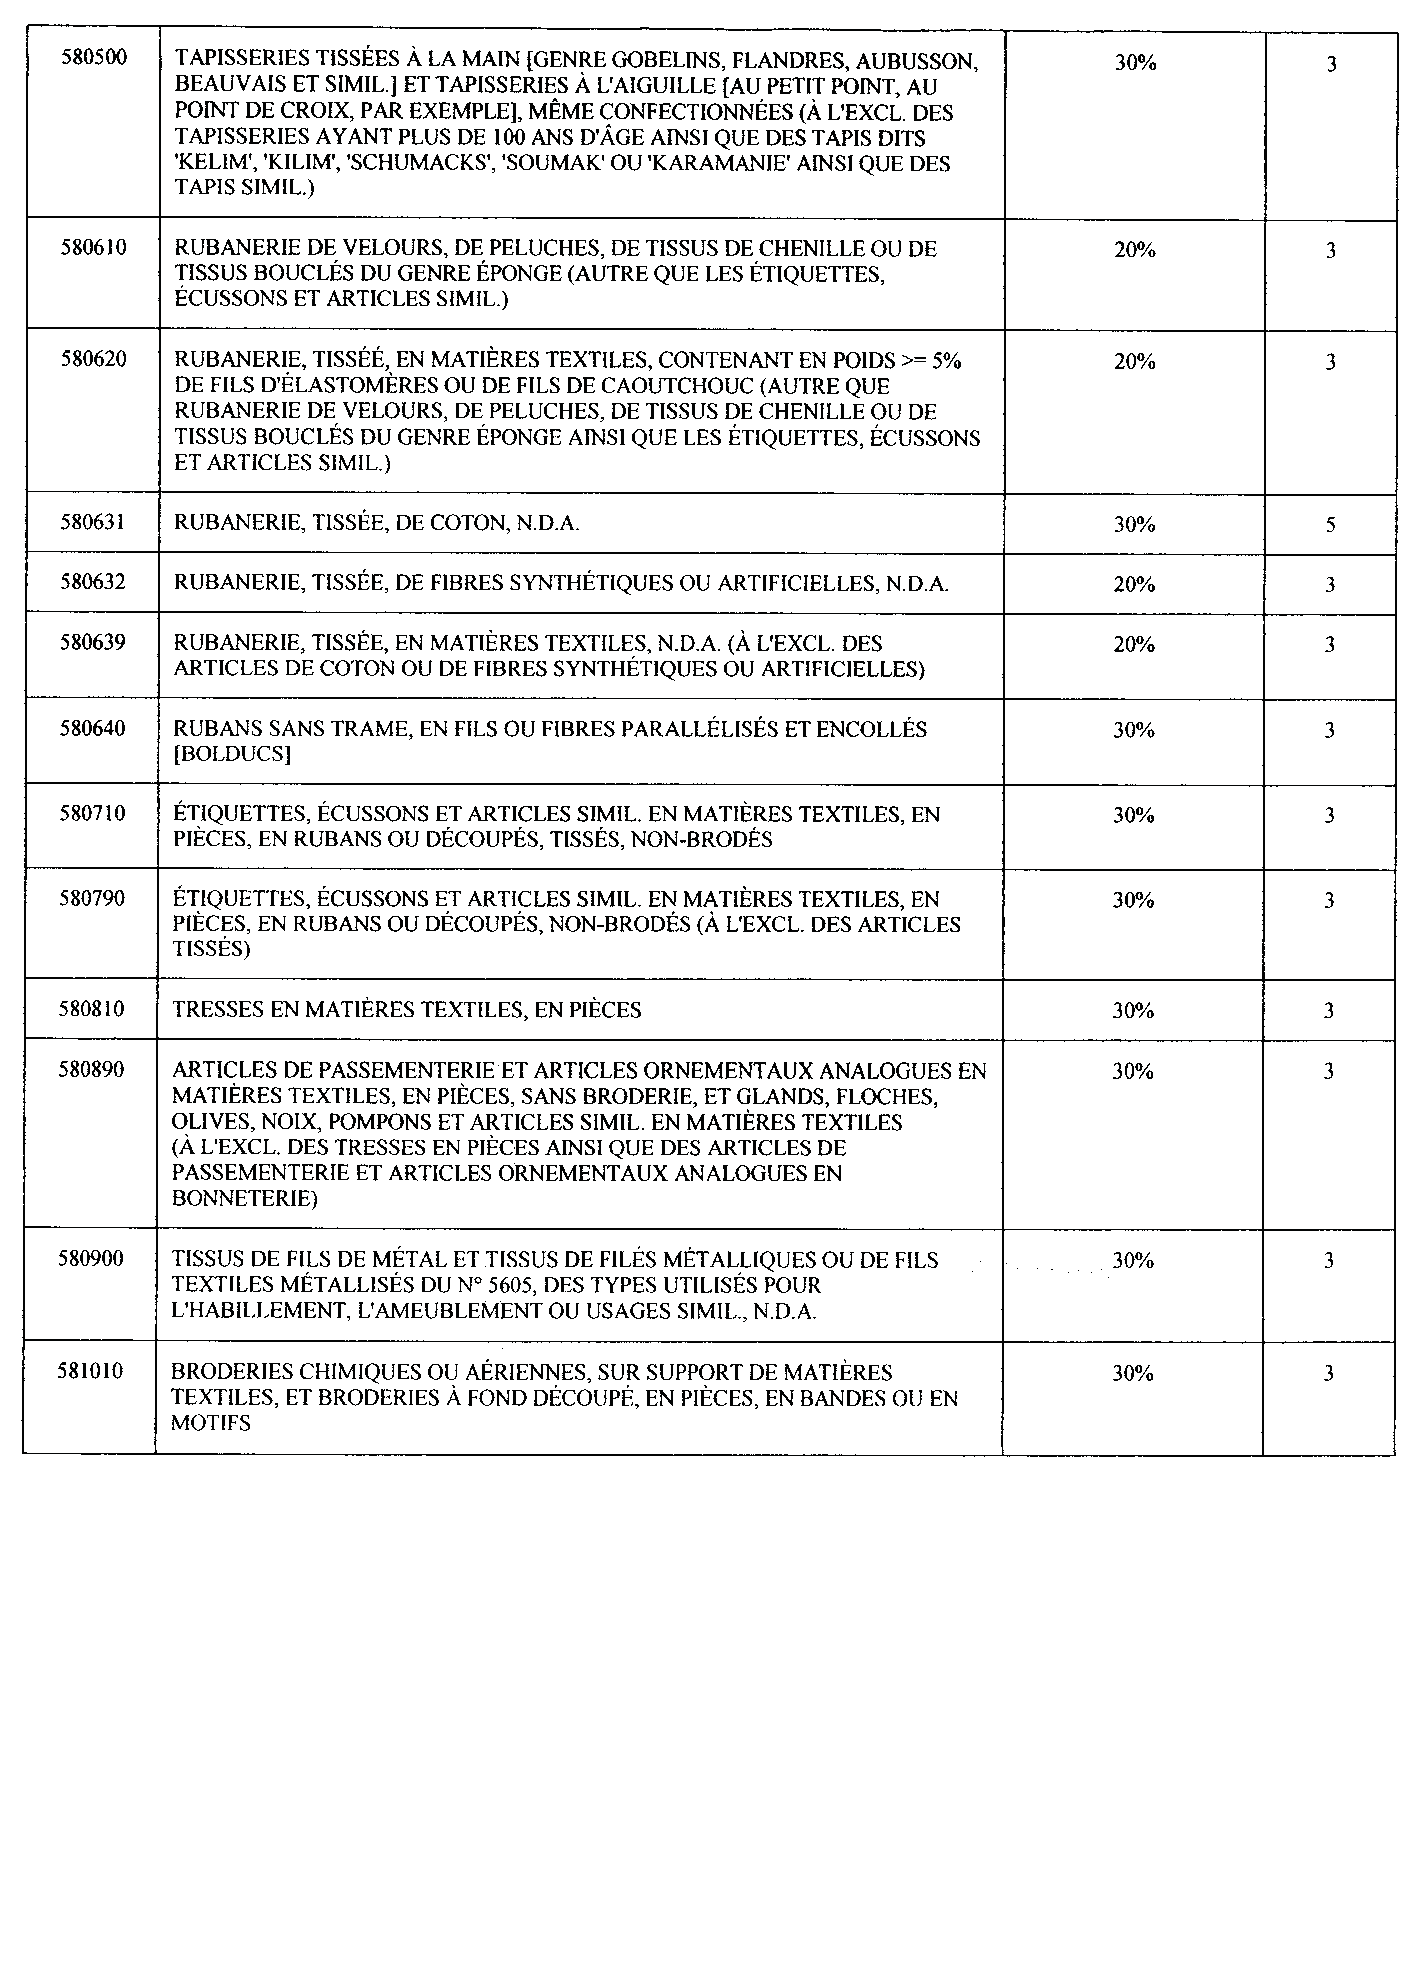 580500 TAPISSERIES TISSÉES À LA MAIN [GENRE GOBELINS, FLANDRES, AUBUSSON, 30% 3
BEAUVAIS ET SIMIL.] ET TAPISSERIES À L'AIGUILLE [AU PETIT POINT, AU
POINT DE CROIX, PAR EXEMPLE], MÊME CONFECTIONNÉES (À L'EXCL. DES
TAPISSERIES AYANT PLUS DE 100 ANS D'ÂGE AINSI QUE DES TAPIS DITS
'KELIM', 'KILIM', 'SCHUMACKS', 'SOUMAK' OU 'KARAMANIE' AINSI QUE DES
TAPIS SIMIL.)
580610 RUBANERIE DE VELOURS, DE PELUCHES, DE TISSUS DE CHENILLE OU DE 20% 3
TISSUS BOUCLÉS DU GENRE ÉPONGE (AUTRE QUE LES ÉTIQUETTES,
ÉCUSSONS ET ARTICLES SIMIL.)
580620 RUBANERIE, TISSÉÉ, EN MATIÈRES TEXTILES, CONTENANT EN POIDS >= 5% 20% 3
DE FILS D'ÉLASTOMÈRES OU DE FILS DE CAOUTCHOUC (AUTRE QUE
RUBANERIE DE VELOURS, DE PELUCHES, DE TISSUS DE CHENILLE OU DE
TISSUS BOUCLÉS DU GENRE ÉPONGE AINSI QUE LES ÉTIQUETTES, ÉCUSSONS
ET ARTICLES SIMIL.)
580631 RUBANERIE, TISSÉE, DE COTON, N.D.A. 30% 5
580632 RUBANERIE, TISSÉE, DE FIBRES SYNTHÉTIQUES OU ARTIFICIELLES, N.D.A. 20% 3
580639 RUBANERIE, TISSÉE, EN MATIÈRES TEXTILES, N.D.A. (À L'EXCL. DES 20% 3
ARTICLES DE COTON OU DE FIBRES SYNTHÉTIQUES OU ARTIFICIELLES)
580640 RUBANS SANS TRAME, EN FILS OU FIBRES PARALLÉLISÉS ET ENCOLLÉS 30% 3
[BOLDUCS]
580710 ÉTIQUETTES, ÉCUSSONS ET ARTICLES SIMIL. EN MATIÈRES TEXTILES, EN 30% 3
PIÈCES, EN RUBANS OU DÉCOUPÉS, TISSÉS, NON-BRODÉS
580790 ÉTIQUETTES, ÉCUSSONS ET ARTICLES SIMIL. EN MATIÈRES TEXTILES, EN 30% 3
PIÈCES, EN RUBANS OU DÉCOUPÉS, NON-BRODÉS (À L'EXCL. DES ARTICLES
TISSÉS)
580810 TRESSES EN MATIÈRES TEXTILES, EN PIÈCES 30% 3
580890 ARTICLES DE PASSEMENTERIE ET ARTICLES ORNEMENTAUX ANALOGUES EN 30% 3
MATIÈRES TEXTILES, EN PIÈCES, SANS BRODERIE, ET GLANDS, FLOCHES,
OLIVES, NOIX, POMPONS ET ARTICLES SIMIL. EN MATIÈRES TEXTILES
(À L'EXCL. DES TRESSES EN PIÈCES AINSI QUE DES ARTICLES DE
PASSEMENTERIE ET ARTICLES ORNEMENTAUX ANALOGUES EN
BONNETERIE)
580900 TISSUS DE FILS DE MÉTAL ET TISSUS DE FILÉS MÉTALLIQUES OU DE FILS 30% 3
TEXTILES MÉTALLISÉS DU N° 5605, DES TYPES UTILISÉS POUR
L'HABILLEMENT, L'AMEUBLEMENT OU USAGES SIMIL., N.D.A.
581010 BRODERIES CHIMIQUES OU AÉRIENNES, SUR SUPPORT DE MATIÈRES 30% 3
TEXTILES, ET BRODERIES À FOND DÉCOUPÉ, EN PIÈCES, EN BANDES OU EN
MOTIFS